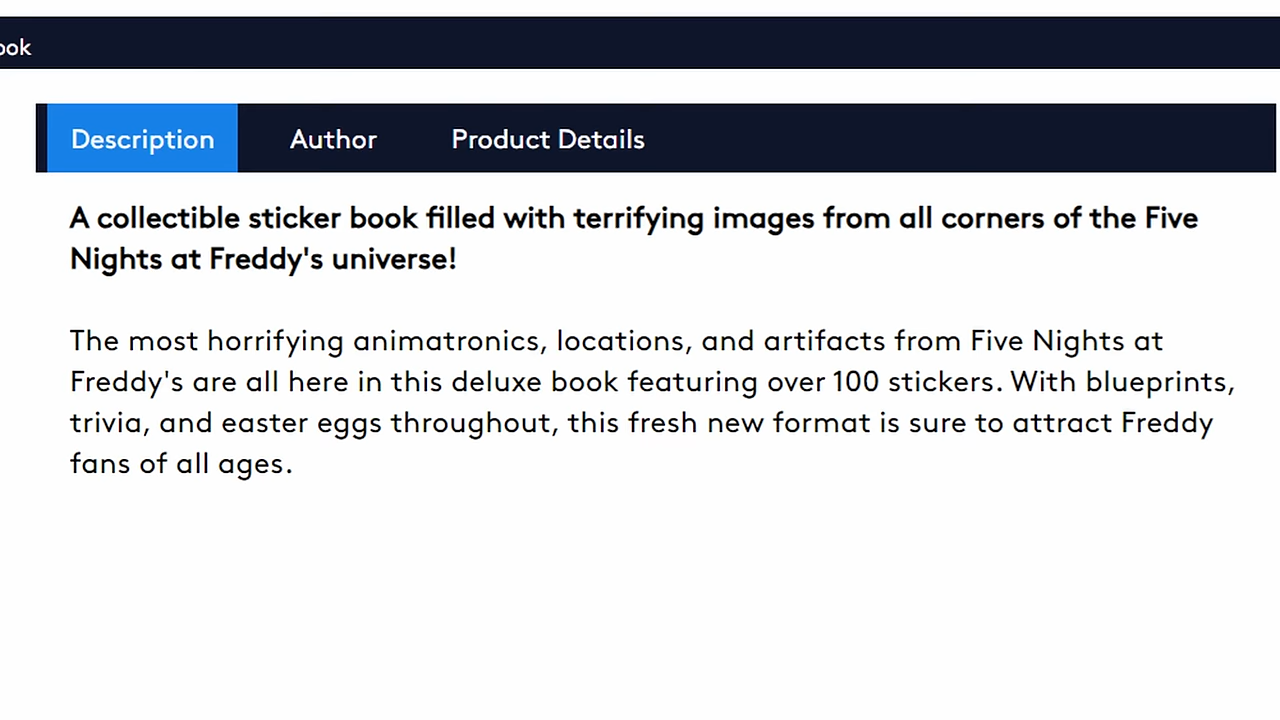 ook
Description Author Product Details
A collectible sticker book filled with terrifying images from all corners of the Five
Nights at Freddy's universe!
The most horrifying animatronics, locations, and artifacts from Five Nights at
Freddy's are all here in this deluxe book featuring over 100 stickers. With blueprints,
trivia, and easter eggs throughout, this fresh new format is sure to attract Freddy
fans of all ages.